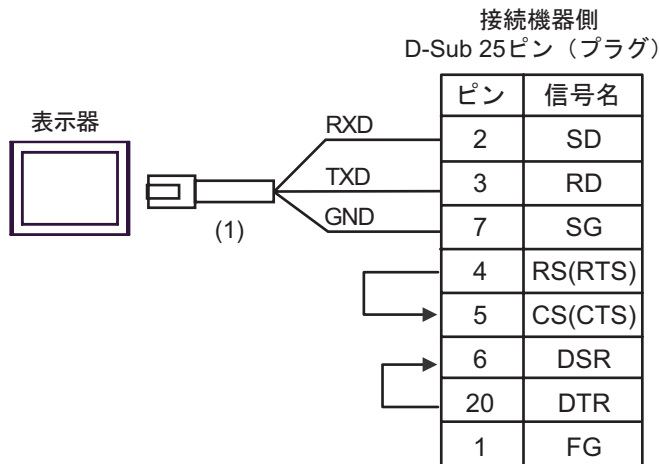 接続機器側
D-Sub 25ピン（プラグ）
ピン 信号名
表示器
RXD 2 SD
TXD 3 RD
GND 7 SG
(1)
4 RS(RTS)
5 CS(CTS)
6 DSR
20 DTR
1 FG